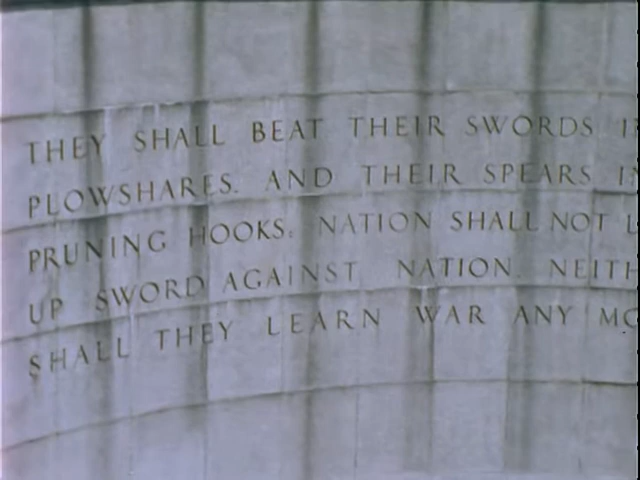 THEY SHALL BEAT THEIR SWORDS
PLOWSHARES. AND THEIR SPEARS
PRUNING HOOKS. NATION SHALL NOT
UP SWORD AGAINST NATION. NEITH
SHALL THEY LEARN WAR ANY MO